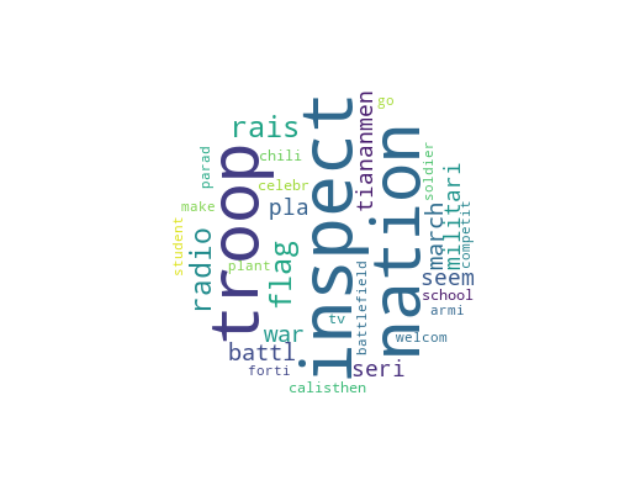 go
rais
tiananmen
inspect
nation
troop
parad
chili
soldier
celebr
militari
make
pla
march
competit
student
radio
flag
plant
battlefield
seem
school
tv
armi
war
welcom
battl
forti
seri
calisthen